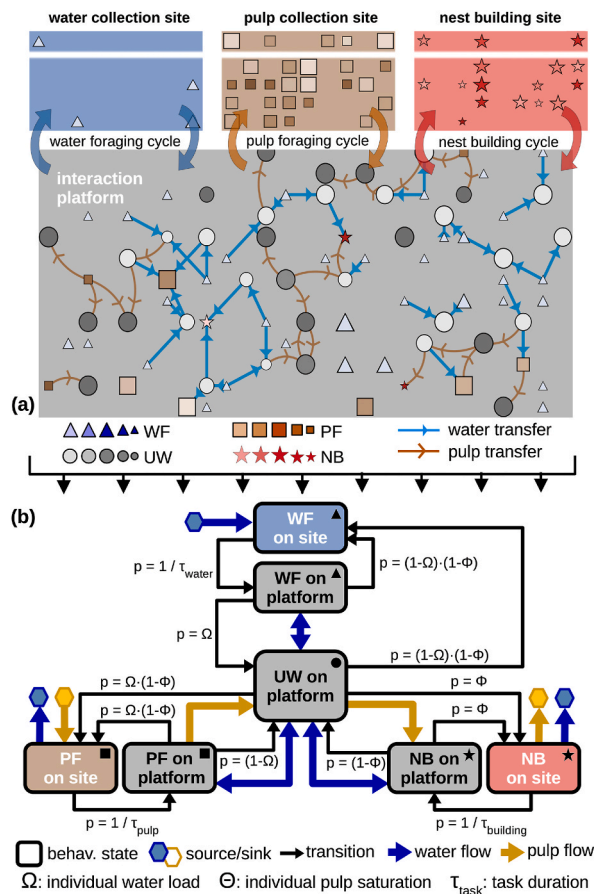 water collection site
pulp collection site
nest building site
water foraging cycle
pulp foraging cycle
nest building cycle
interaction
platform
(a)
WF
PF
water transfer
UW
NB
pulp transfer
(b)
WF
on site
p = 1 / τwater
p = (1-Ω)·(1-Φ)
WF on
platform
p = Ω
p = (1-Ω)·(1-Φ)
UW on
platform
p = Ω·(1-Φ)
p = Φ
p = Ω·(1-Φ)
p = Φ
PF
on site
PF on
platform
p = (1-Ω)
p = (1-Φ)
NB on
platform
NB
on site
p = 1 / τpulp
p = 1 / τbuilding
behav. state
source/sink
transition
water flow
pulp flow
Ω: individual water load
Θ: individual pulp saturation
τtask: task duration